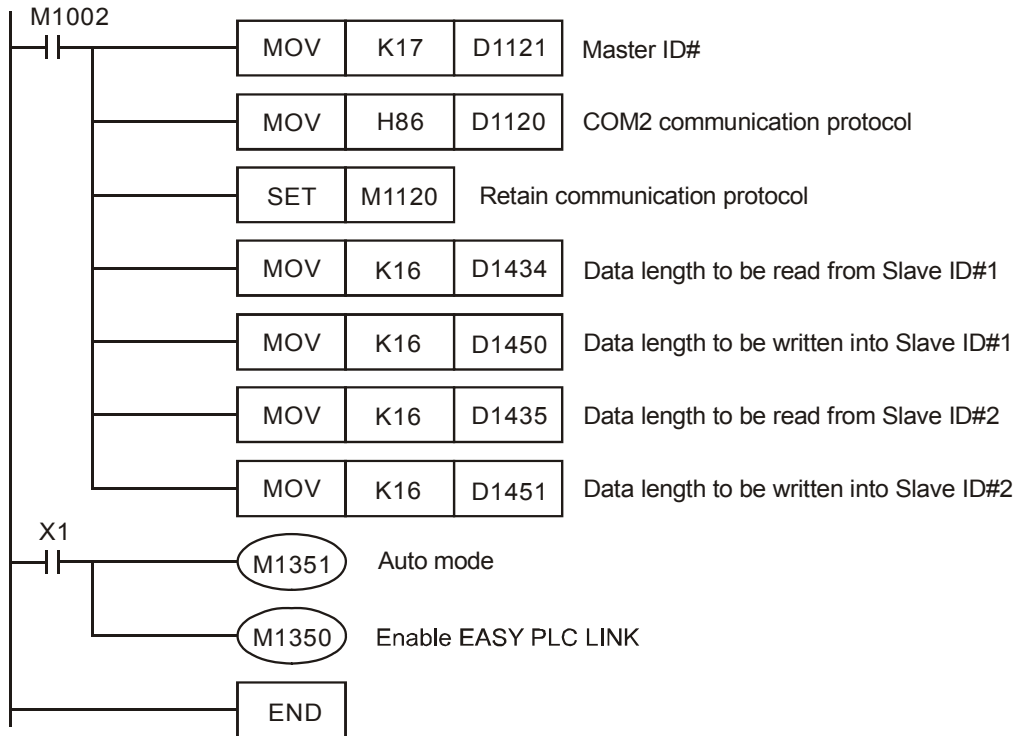 M1002
MOV K17 D1121 Master ID#
MOV H86 D1120 COM2 communication protocol
SET M1120 Retain communication protocol
MOV K16 D1434 Data length to be read from Slave ID#1
MOV K16 D1450 Data length to be written into Slave ID#1
MOV K16 D1435 Data length to be read from Slave ID#2
MOV K16 D1451 Data length to be written into Slave ID#2
X1
M1351 Auto mode
M1350 Enable EASY PLC LINK
END